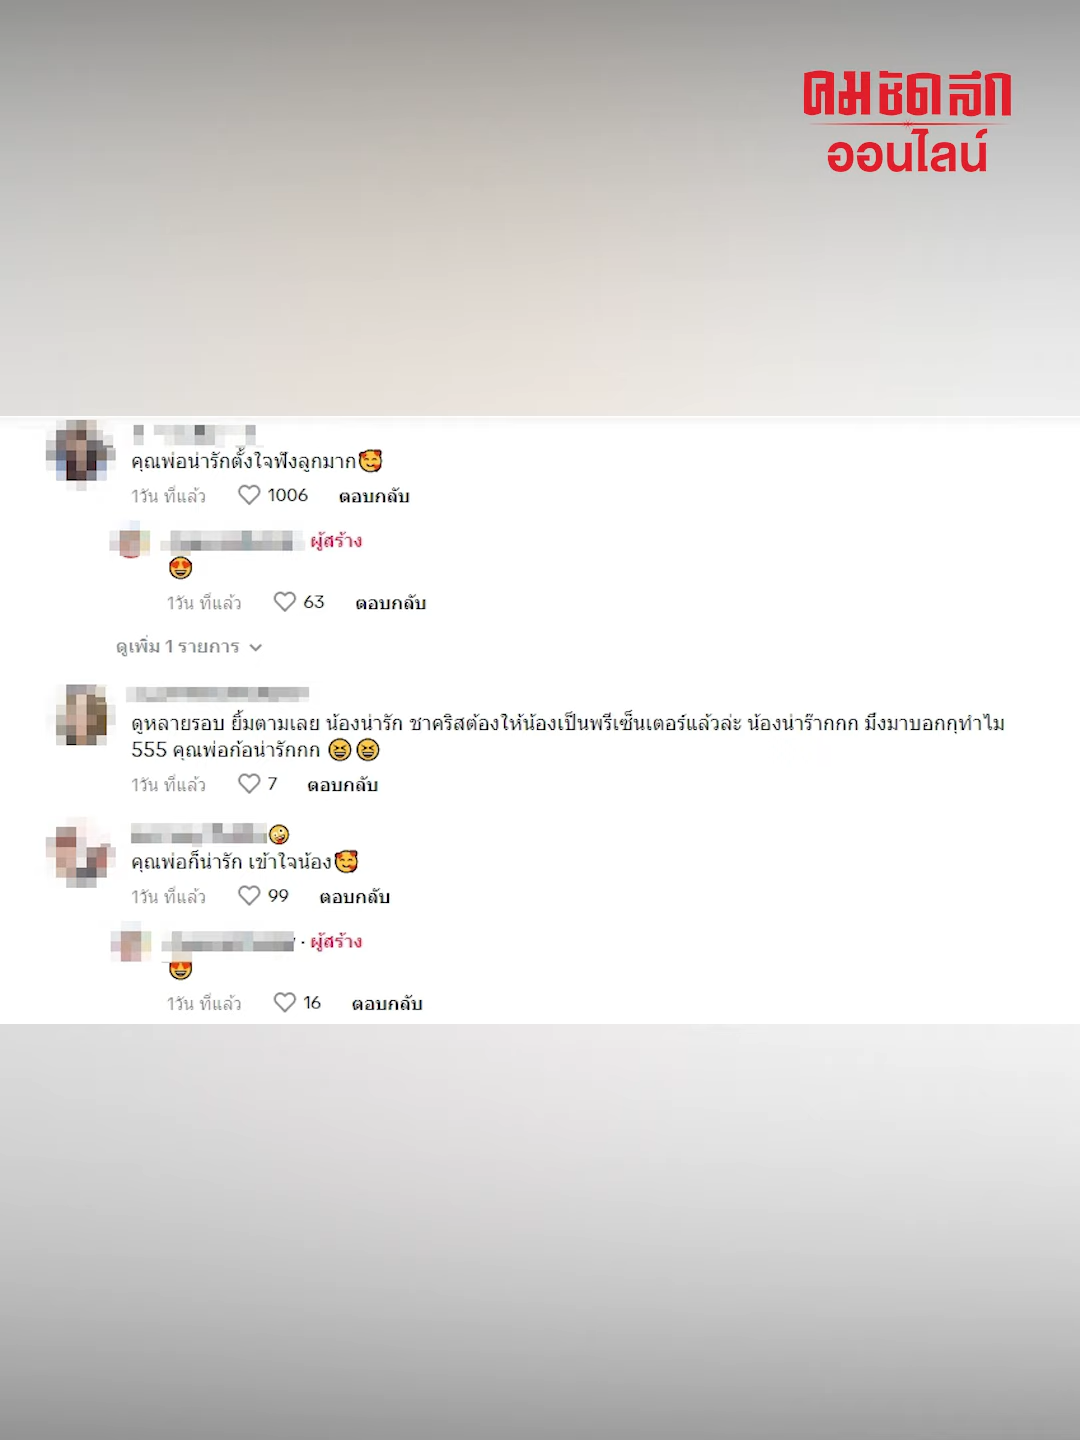 คมชัดลึก
ออนไลน์
คุณพ่อน่ารักตั้งใจฟังลูกมาก🥰
1วัน ที่แล้ว 1006 ตอบกลับ
ผู้สร้าง
😍
1วัน ที่แล้ว 63 ตอบกลับ
ดูเพิ่ม 1 รายการ
ดูหลายรอบ ยิ้มตามเลย น้องน่ารัก ชาคริสต้องให้น้องเป็นพรีเซ็นเตอร์แล้วล่ะ น้องน่าร๊ากกก มึงมาบอกกุทำไม
555 คุณพ่อก้อน่ารักกก 😆😆
1วัน ที่แล้ว 7 ตอบกลับ
🤪
คุณพ่อก็น่ารัก เข้าใจน้อง🥰
1วัน ที่แล้ว 99 ตอบกลับ
· ผู้สร้าง
😍
1วัน ที่แล้ว 16 ตอบกลับ